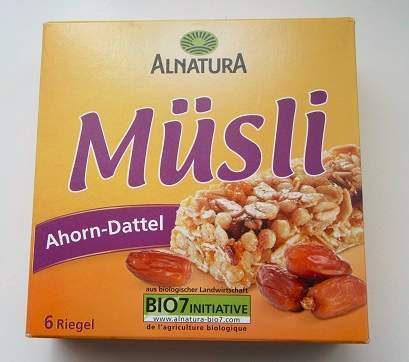 ALNATURA
Müsli
Ahorn-Dattel
aus biologischer Landwirtschaft
BIO7 INITIATIVE
www.alnatura-bio7.com
de l'agriculture biologique
6 Riegel